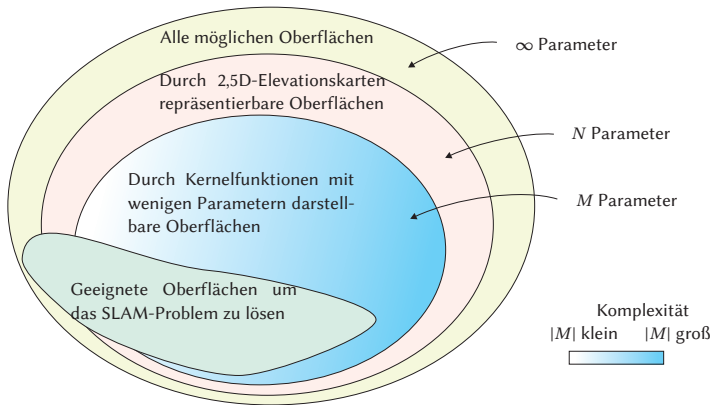 Alle möglichen Oberflächen
∞ Parameter
Durch 2,5D-Elevationskarten
repräsentierbare Oberflächen
N Parameter
Durch Kernelfunktionen mit
wenigen Parametern darstell-
bare Oberflächen
M Parameter
Geeignete Oberflächen um
das SLAM-Problem zu lösen
Komplexität
|M| klein |M| groß